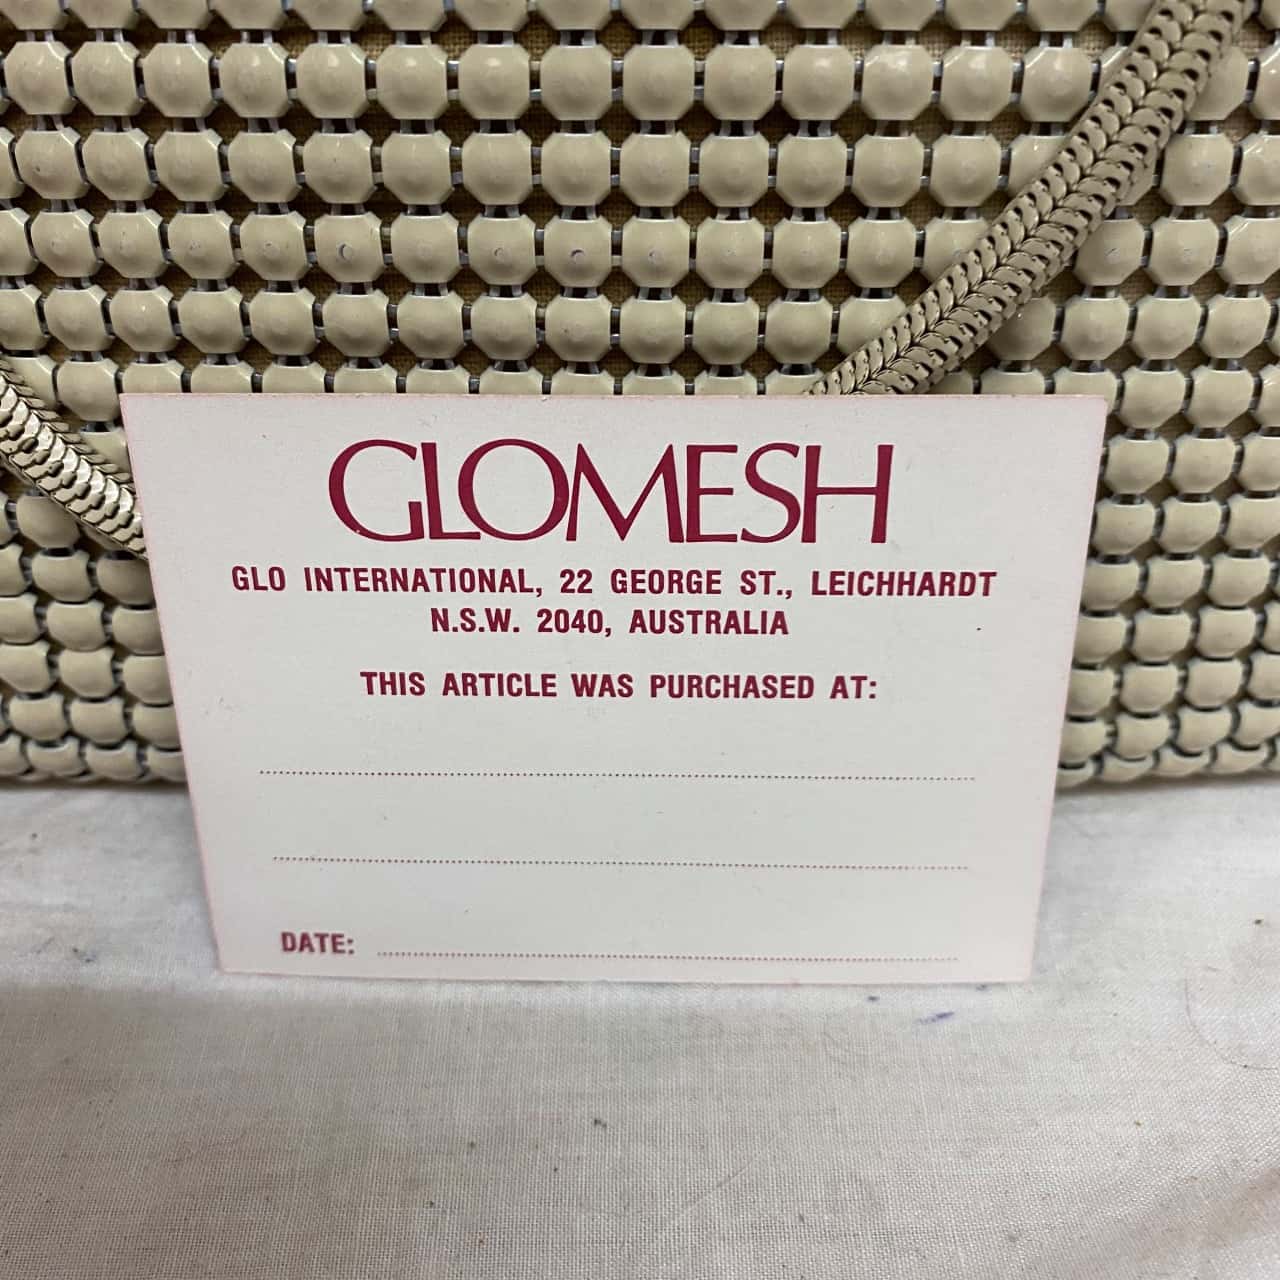 GLOMESH
GLO INTERNATIONAL, 22 GEORGE ST., LEICHHARDT
N.S.W. 2040, AUSTRALIA
THIS ARTICLE WAS PURCHASED AT:
DATE: